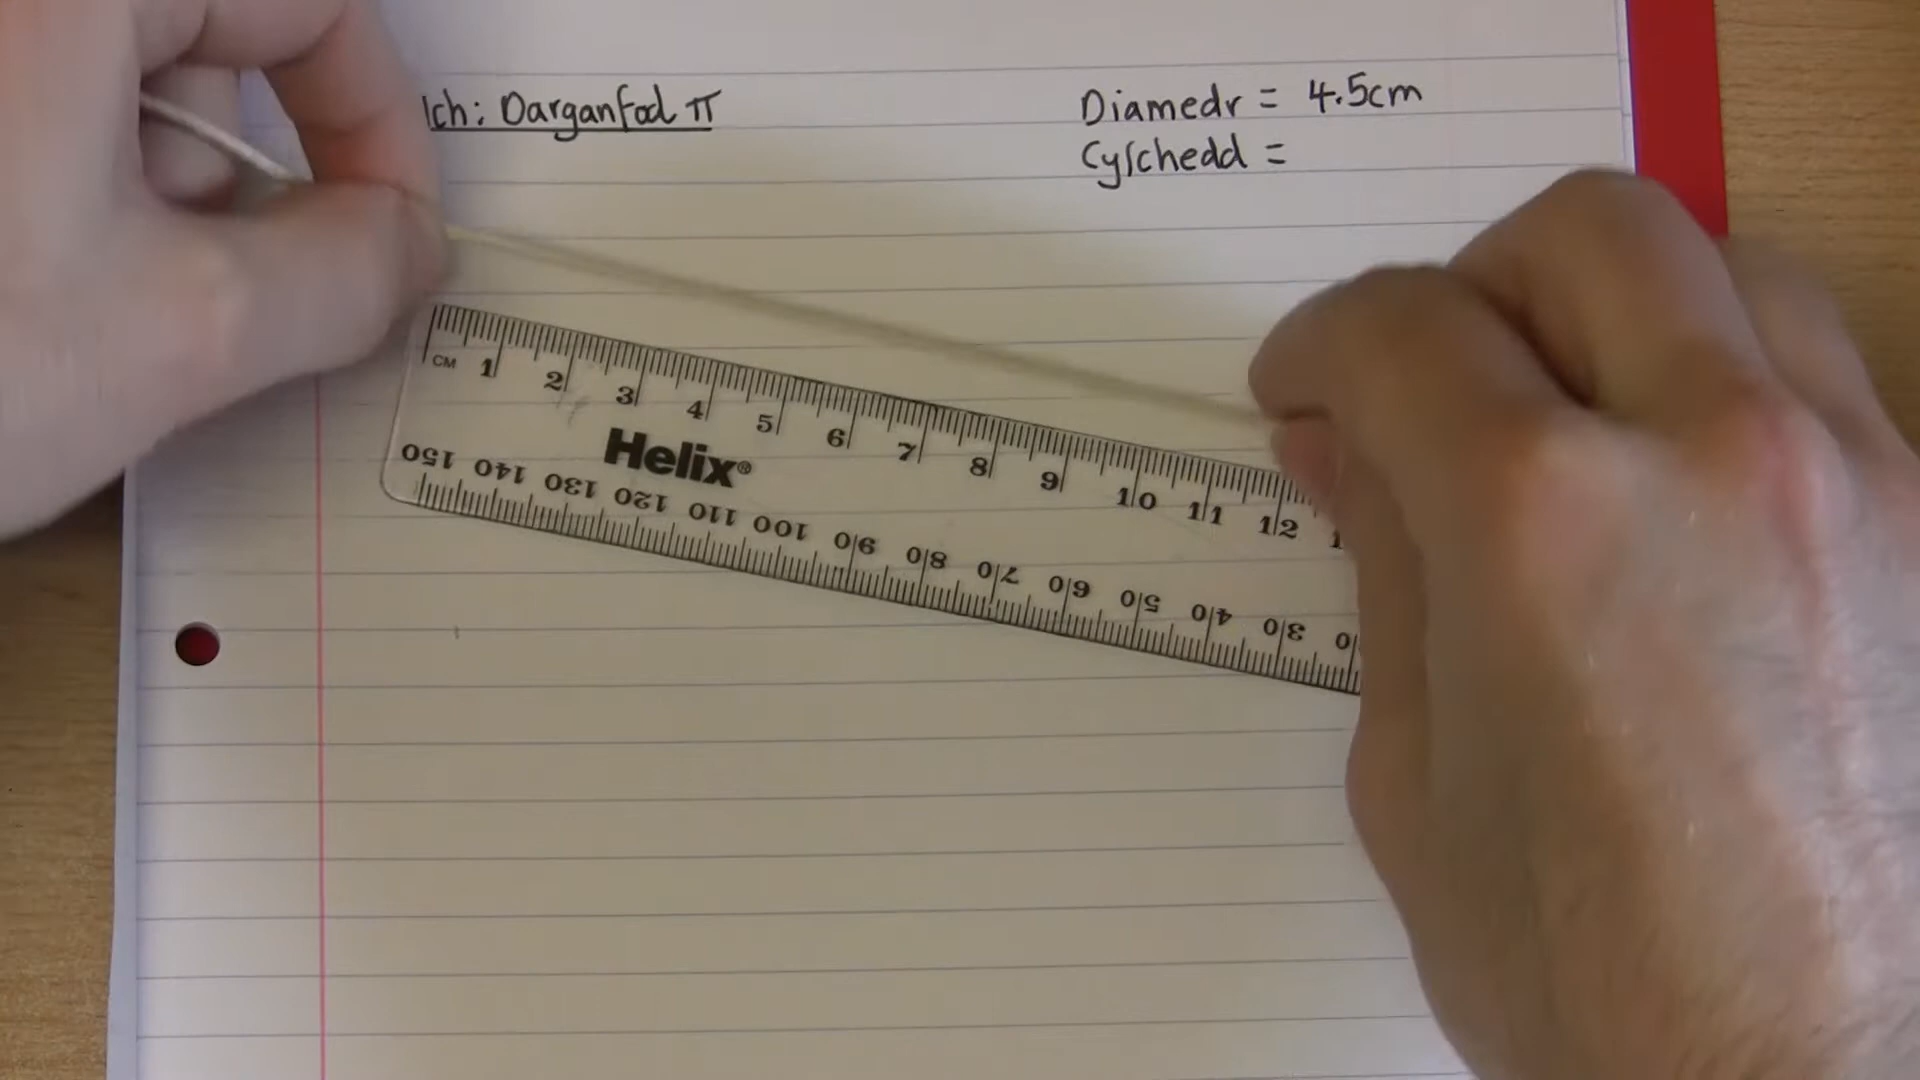 lch: Darganfod π
Diamedr = 4.5cm
Cylchedd =
CM 1 2 3 4 5 6 7 8 9 10 11 12
Helix®
150 140 130 120 110 100 90 80 70 60 50 40 30